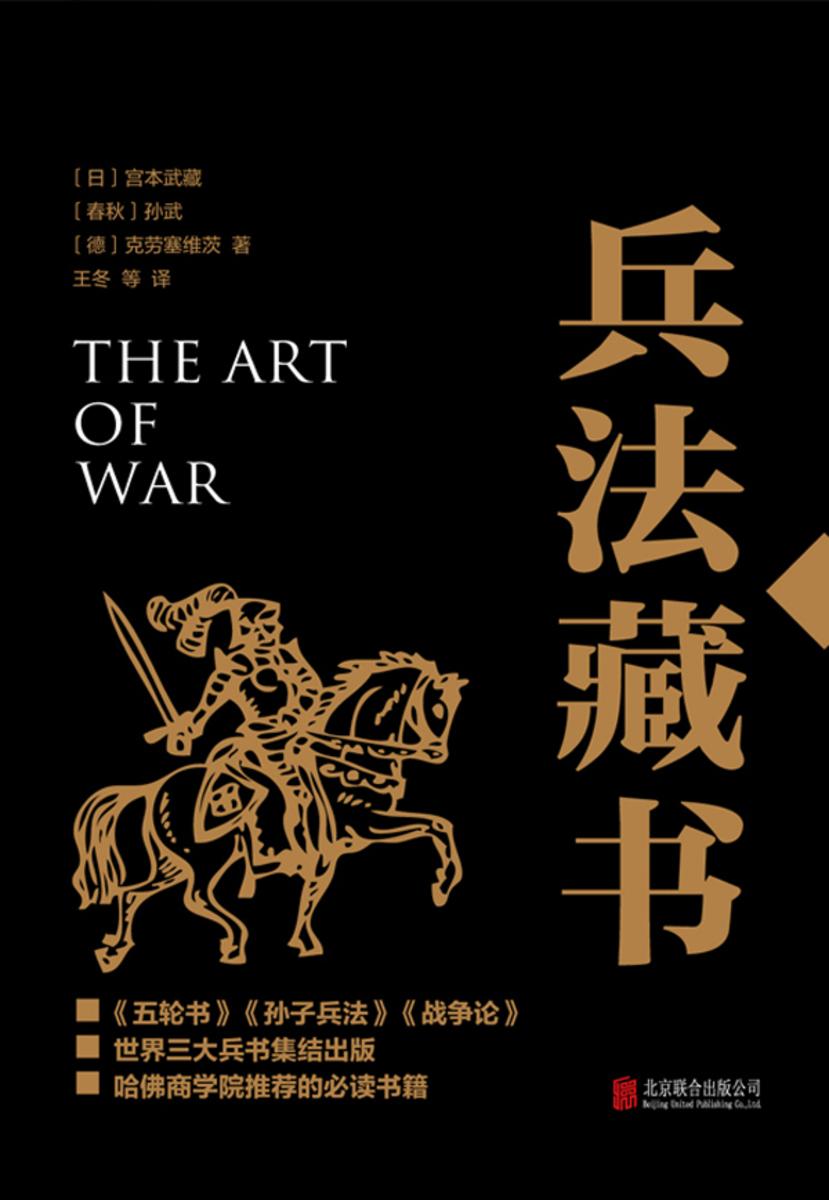 [日]宫本武藏
[春秋]孙武
[德]克劳塞维茨 著
王冬 等 译
兵法藏书
THE ART
OF
WAR
《五轮书》《孙子兵法》《战争论》
世界三大兵书集结出版
哈佛商学院推荐的必读书籍
北京联合出版公司
Beijing United Publishing Co.,Ltd.